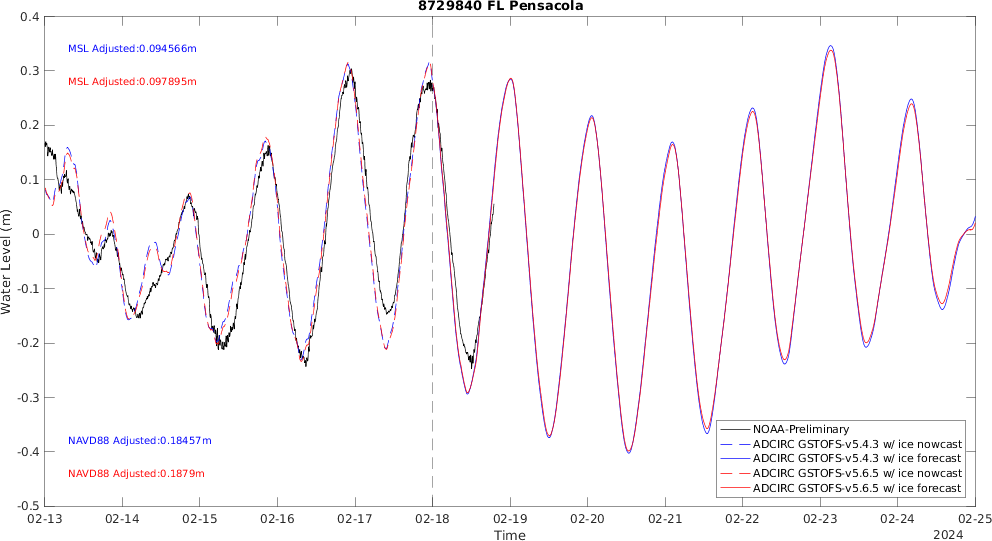 8729840 FL Pensacola
0.4
0.3
0.2
0.1
0
-0.1
-0.2
-0.3
-0.4
-0.5
Water Level (m)
MSL Adjusted:0.094566m
MSL Adjusted:0.097895m
NAVD88 Adjusted:0.18457m
NAVD88 Adjusted:0.1879m
NOAA-Preliminary
ADCIRC GSTOFS-v5.4.3 w/ ice nowcast
ADCIRC GSTOFS-v5.4.3 w/ ice forecast
ADCIRC GSTOFS-v5.6.5 w/ ice nowcast
ADCIRC GSTOFS-v5.6.5 w/ ice forecast
02-13 02-14 02-15 02-16 02-17 02-18 02-19 02-20 02-21 02-22 02-23 02-24 02-25
Time
2024